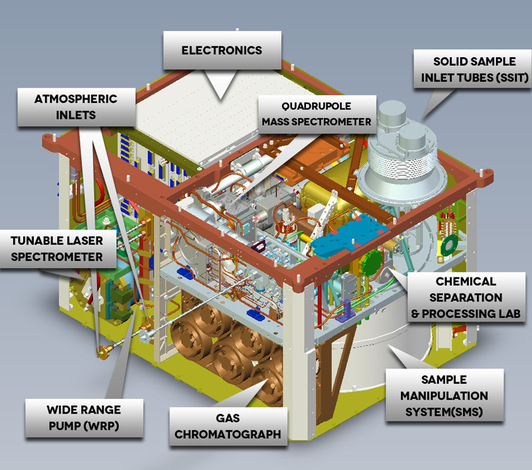 ELECTRONICS
SOLID SAMPLE
INLET TUBES (SSIT)
ATMOSPHERIC
INLETS
QUADRUPOLE
MASS SPECTROMETER
TUNABLE LASER
SPECTROMETER
CHEMICAL
SEPARATION
& PROCESSING LAB
SAMPLE
MANIPULATION
SYSTEM(SMS)
WIDE RANGE
PUMP (WRP)
GAS
CHROMATOGRAPH